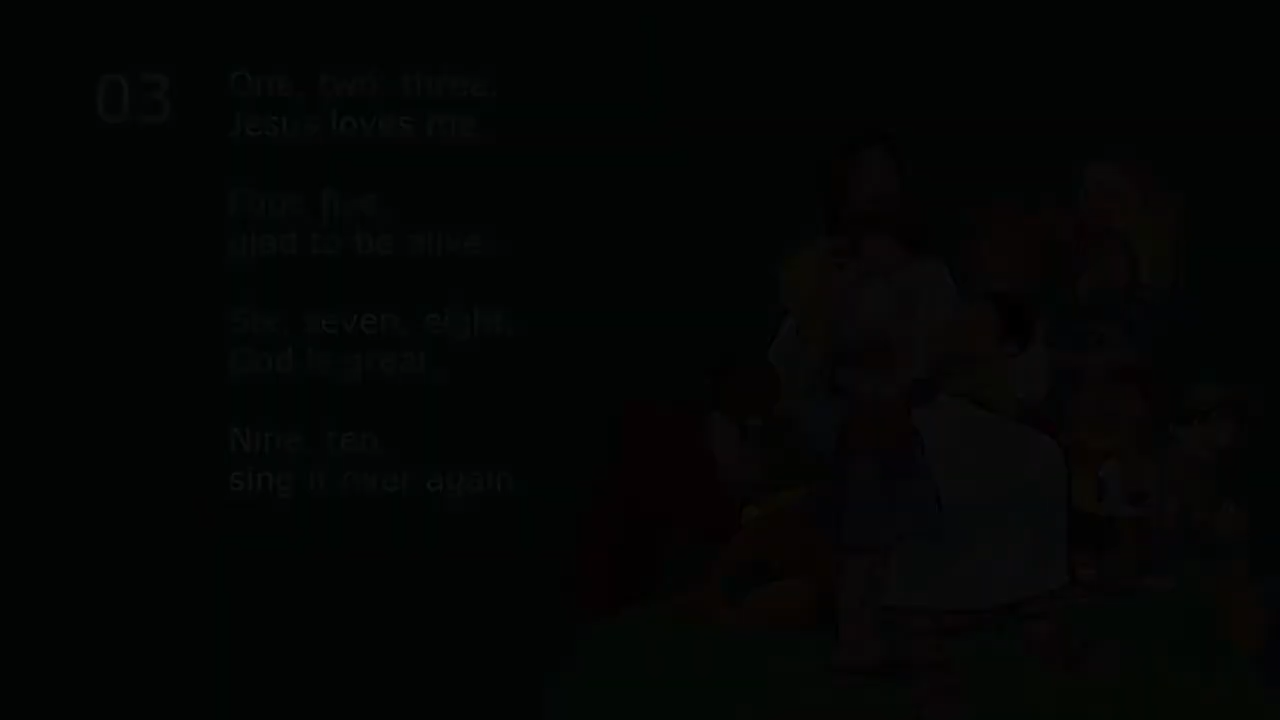 03
One, two, three,
Jesus loves me.
Four, five,
glad to be alive.
Six, seven, eight,
God is great.
Nine, ten,
sing it over again